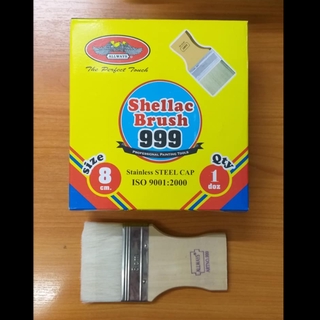 ALLWAYS
The Perfect Touch
Shellac
Brush
999
PROFESSIONAL PAINTING TOOLS
Size
8
cm.
Qty
1
doz
Stainless STEEL CAP
ISO 9001:2000